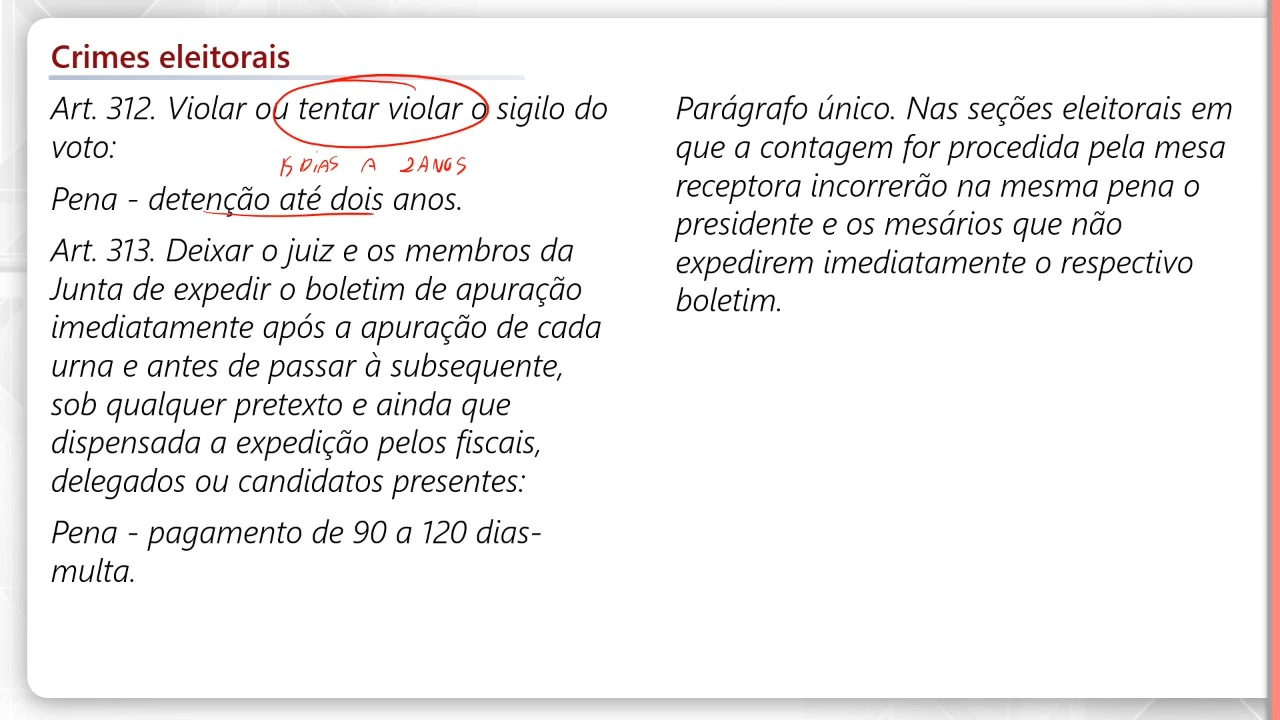 Crimes eleitorais
Art. 312. Violar ou tentar violar o sigilo do
voto:
15 DIAS A 2 ANOS
Pena - detenção até dois anos.
Art. 313. Deixar o juiz e os membros da
Junta de expedir o boletim de apuração
imediatamente após a apuração de cada
urna e antes de passar à subsequente,
sob qualquer pretexto e ainda que
dispensada a expedição pelos fiscais,
delegados ou candidatos presentes:
Pena - pagamento de 90 a 120 dias-
multa.
Parágrafo único. Nas seções eleitorais em
que a contagem for procedida pela mesa
receptora incorrerão na mesma pena o
presidente e os mesários que não
expedirem imediatamente o respectivo
boletim.